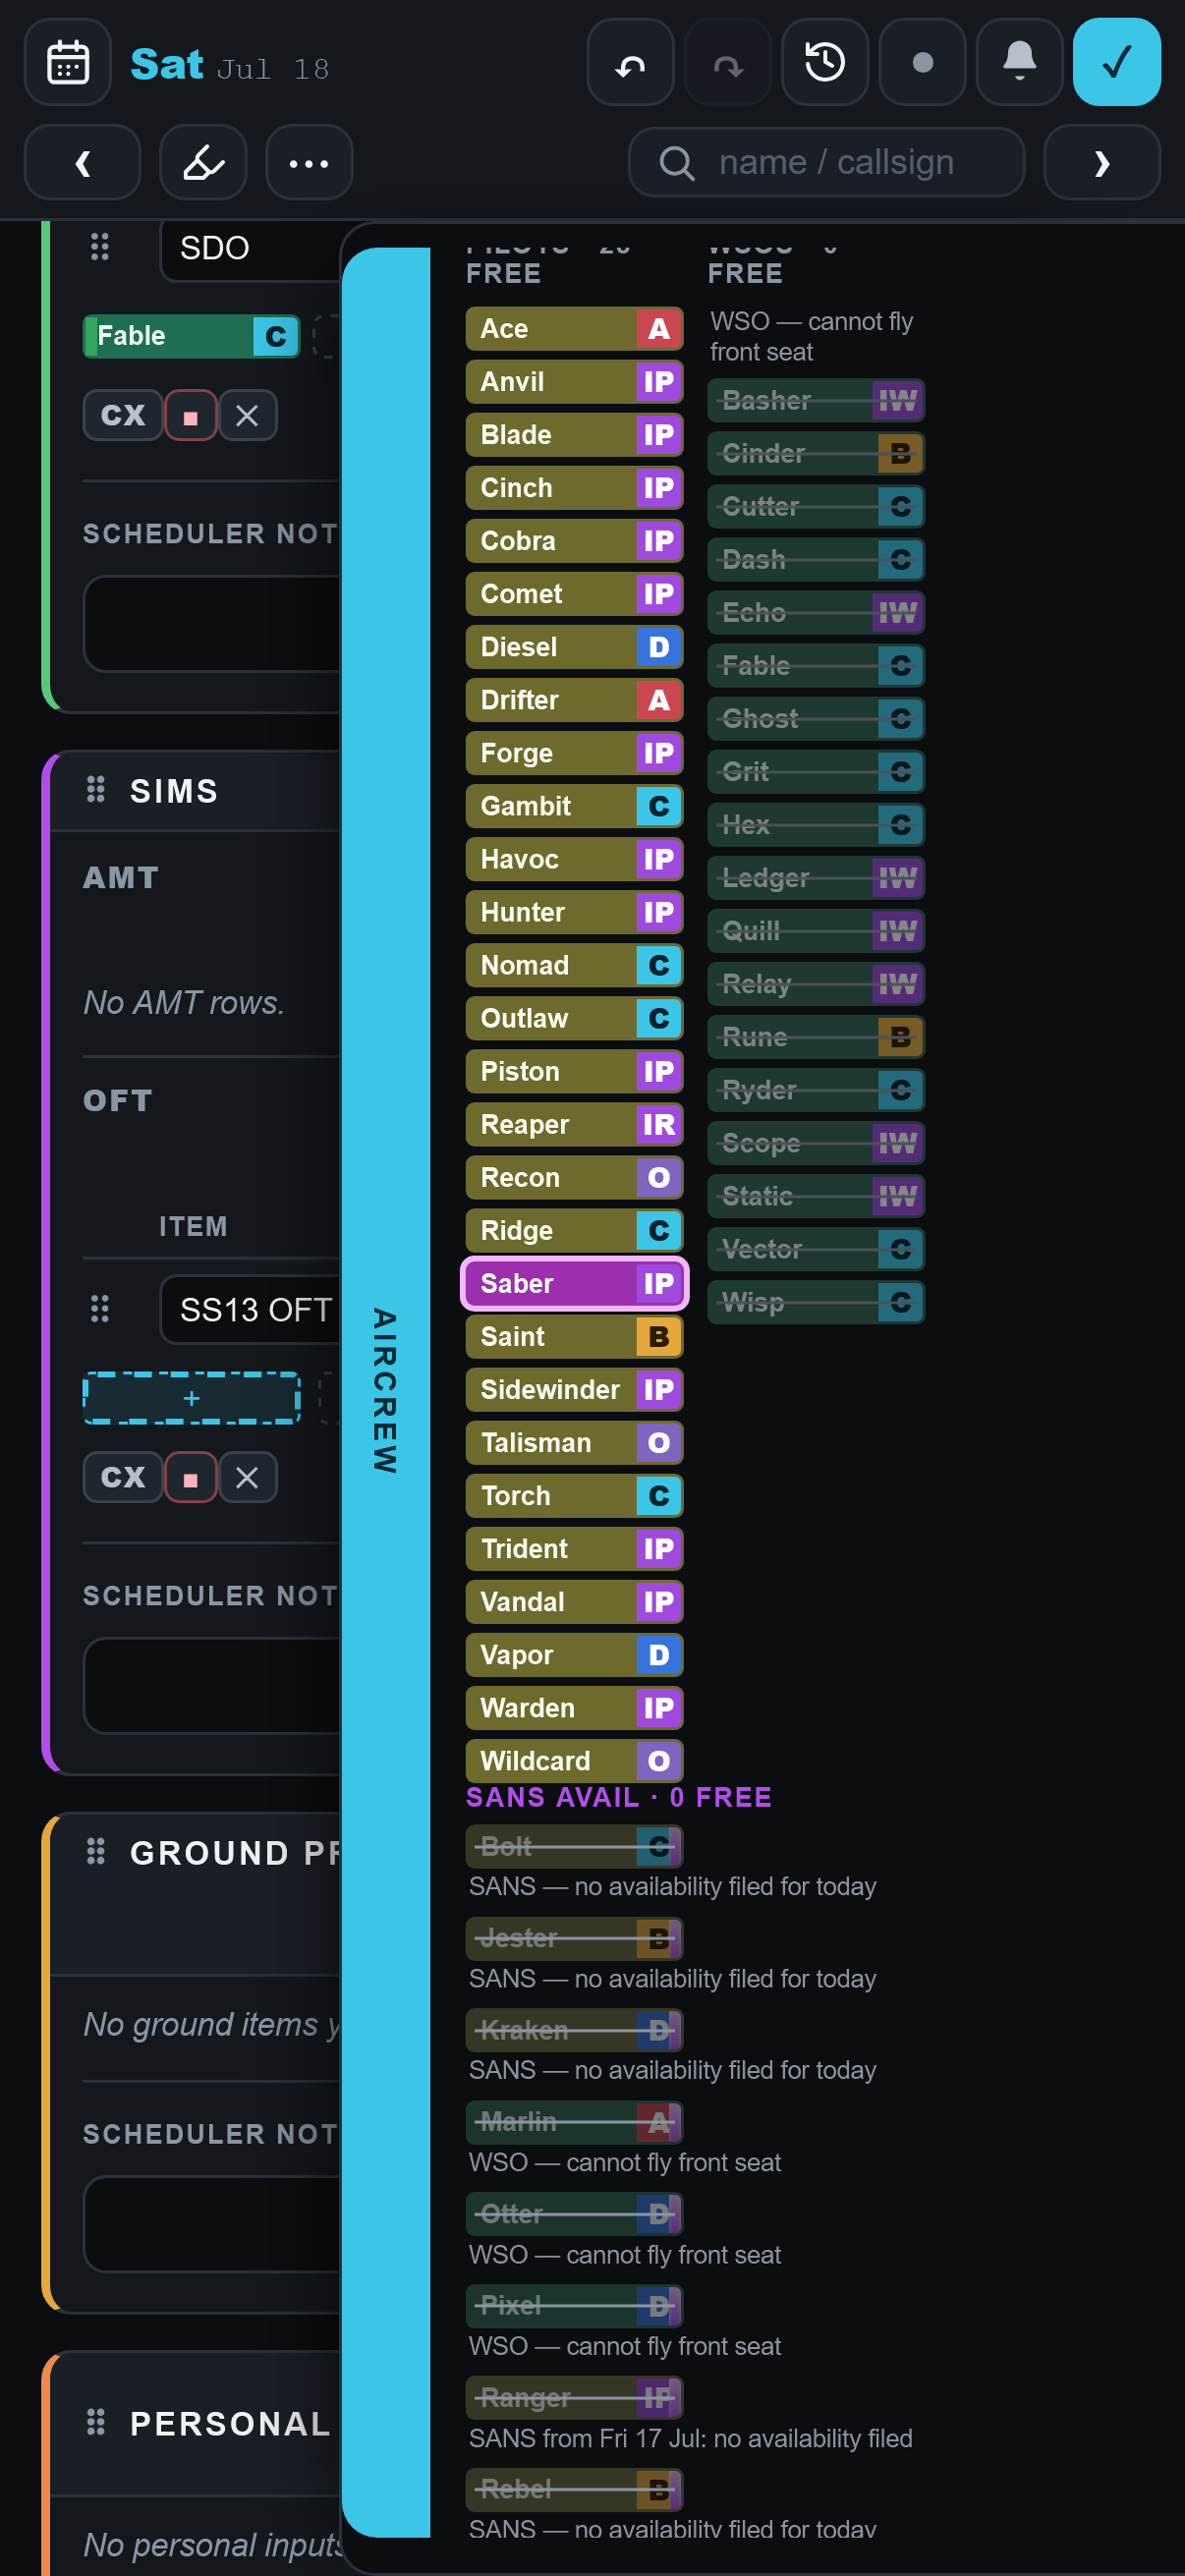 Sat Jul 18
name / callsign
SDO
Fable C
CX
SCHEDULER NOT
SIMS
AMT
No AMT rows.
OFT
ITEM
SS13 OFT
+
CX
SCHEDULER NOT
GROUND PR
No ground items y
SCHEDULER NOT
PERSONAL
No personal inputs
AIRCREW
FREE
Ace A
Anvil IP
Blade IP
Cinch IP
Cobra IP
Comet IP
Diesel D
Drifter A
Forge IP
Gambit C
Havoc IP
Hunter IP
Nomad C
Outlaw C
Piston IP
Reaper IR
Recon O
Ridge C
Saber IP
Saint B
Sidewinder IP
Talisman O
Torch C
Trident IP
Vandal IP
Vapor D
Warden IP
Wildcard O
FREE
WSO — cannot fly
front seat
Basher IW
Cinder B
Cutter C
Dash C
Echo IW
Fable C
Ghost C
Grit C
Hex C
Ledger IW
Quill IW
Relay IW
Rune B
Ryder C
Scope IW
Static IW
Vector C
Wisp C
SANS AVAIL · 0 FREE
Bolt C
SANS — no availability filed for today
Jester B
SANS — no availability filed for today
Kraken D
SANS — no availability filed for today
Marlin A
WSO — cannot fly front seat
Otter D
WSO — cannot fly front seat
Pixel D
WSO — cannot fly front seat
Ranger IP
SANS from Fri 17 Jul: no availability filed
Rebel B
SANS — no availability filed for today